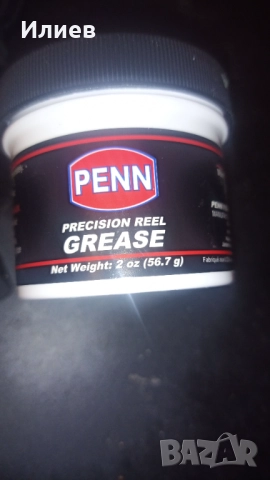 Илиев
PENN
PRECISION REEL
GREASE
Net Weight: 2 oz (56.7 g)
BAZAR